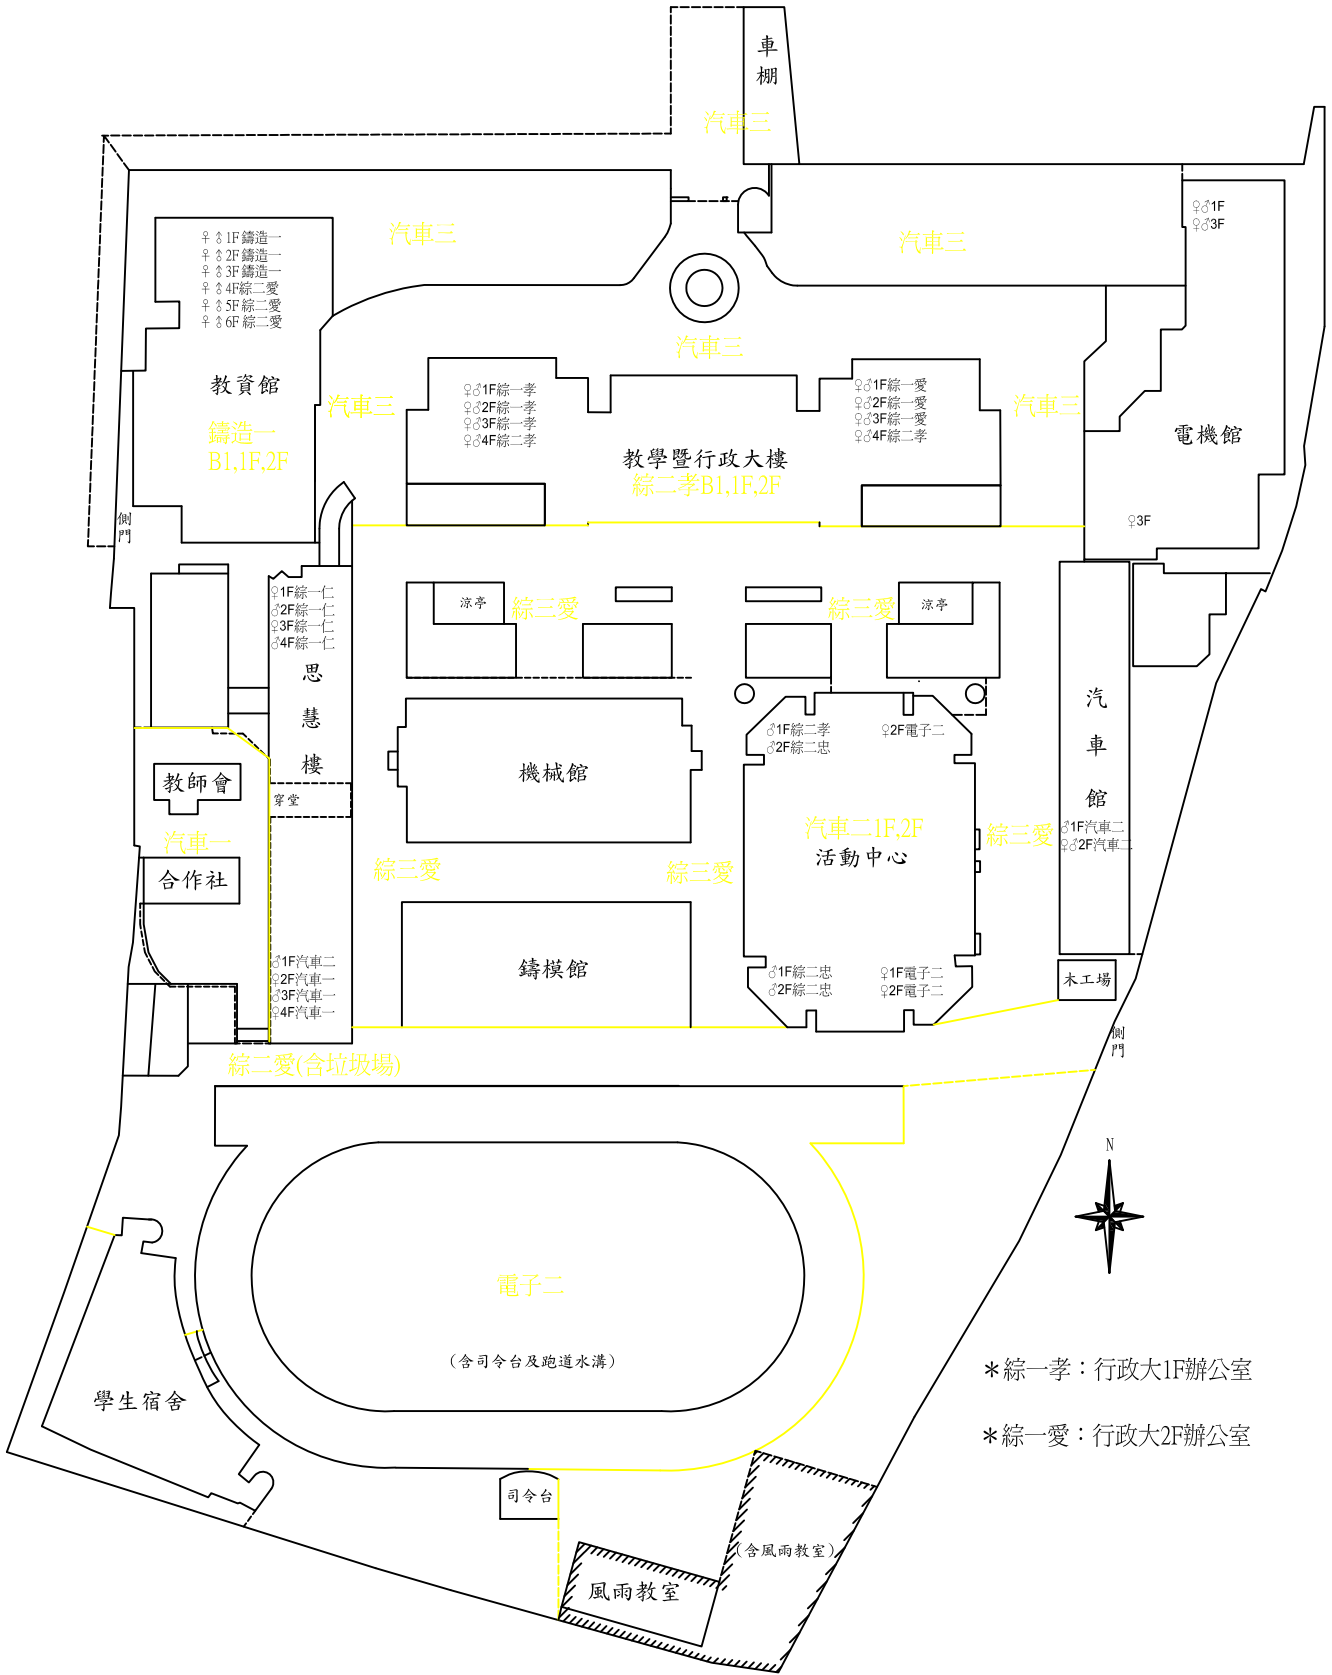 車
棚
汽車三
♀♂1F
♀♂3F
汽車三
汽車三
♀♂1F鑄造一
♀♂2F鑄造一
♀♂3F鑄造一
♀♂4F綜二愛
♀♂5F綜二愛
♀♂6F綜二愛
教資館
鑄造一
B1,1F,2F
汽車三
汽車三
汽車三
♀♂1F綜一孝
♀♂2F綜一孝
♀♂3F綜一孝
♀♂4F綜二孝
♀♂1F綜一愛
♀♂2F綜一愛
♀♂3F綜一愛
♀♂4F綜二孝
教學暨行政大樓
綜二孝B1,1F,2F
電機館
♀3F
側
門
♀1F綜一仁
♂2F綜一仁
♀3F綜一仁
♂4F綜一仁
思
慧
樓
穿堂
涼亭
綜三愛
綜三愛
涼亭
機械館
♂1F綜二孝
♂2F綜二忠
♀2F電子二
汽
車
館
♂1F汽車二
♀♂2F汽車二
教師會
汽車一
合作社
汽車二1F,2F
活動中心
綜三愛
綜三愛
綜三愛
鑄模館
♂1F汽車二
♀2F汽車一
♂3F汽車一
♀4F汽車一
♂1F綜二忠
♂2F綜二忠
♀1F電子二
♀2F電子二
木工場
側
門
綜二愛(含垃圾場)
N
電子二
(含司令台及跑道水溝)
學生宿舍
*綜一孝：行政大1F辦公室
*綜一愛：行政大2F辦公室
司令台
(含風雨教室)
風雨教室